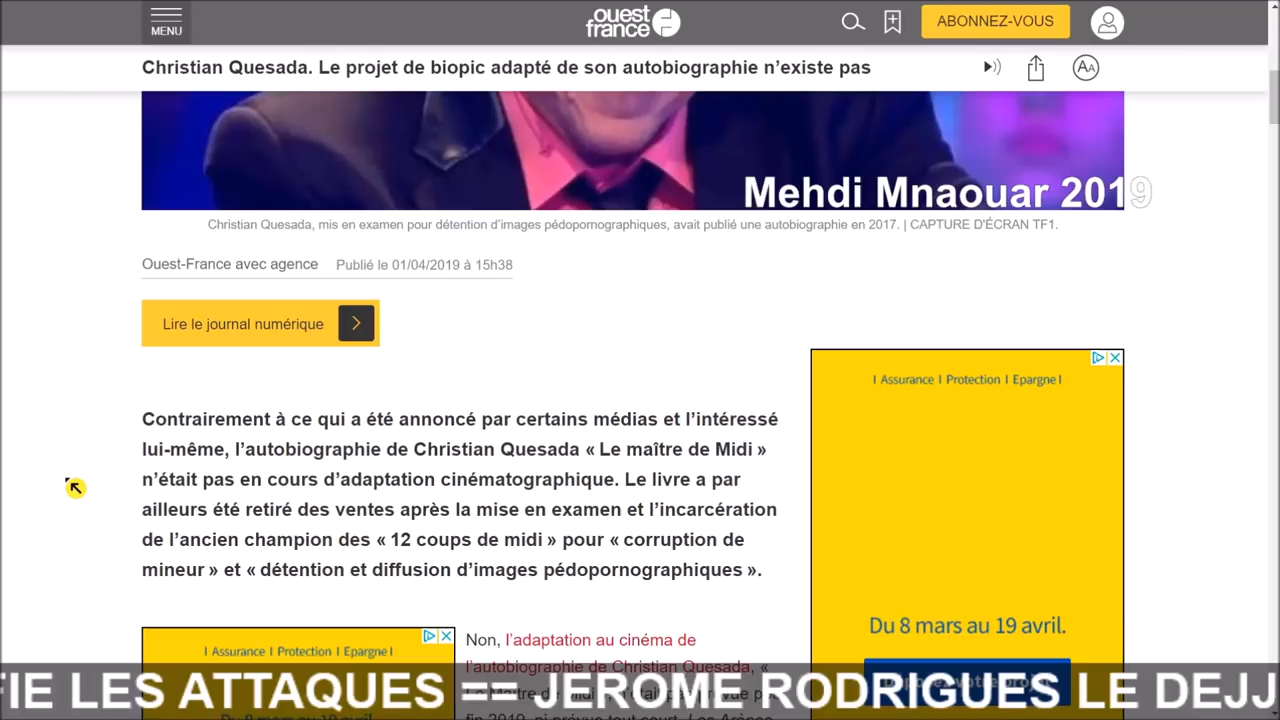 MENU
ouest
france
ABONNEZ-VOUS
Christian Quesada. Le projet de biopic adapté de son autobiographie n’existe pas
AA
Mehdi Mnaouar 2019
Christian Quesada, mis en examen pour détention d’images pédopornographiques, avait publié une autobiographie en 2017. | CAPTURE D'ÉCRAN TF1.
Ouest-France avec agence Publié le 01/04/2019 à 15h38
Lire le journal numérique
Contrairement à ce qui a été annoncé par certains médias et l’intéressé
lui-même, l’autobiographie de Christian Quesada « Le maître de Midi »
n’était pas en cours d’adaptation cinématographique. Le livre a par
ailleurs été retiré des ventes après la mise en examen et l’incarcération
de l’ancien champion des « 12 coups de midi » pour « corruption de
mineur » et « détention et diffusion d’images pédopornographiques ».
I Assurance I Protection I Epargne I
Du 8 mars au 19 avril.
I Assurance I Protection I Epargne I
Non, l’adaptation au cinéma de
l’autobiographie de Christian Quesada, «
FIE LES ATTAQUES == JEROME RODRIGUES LE DEJJ